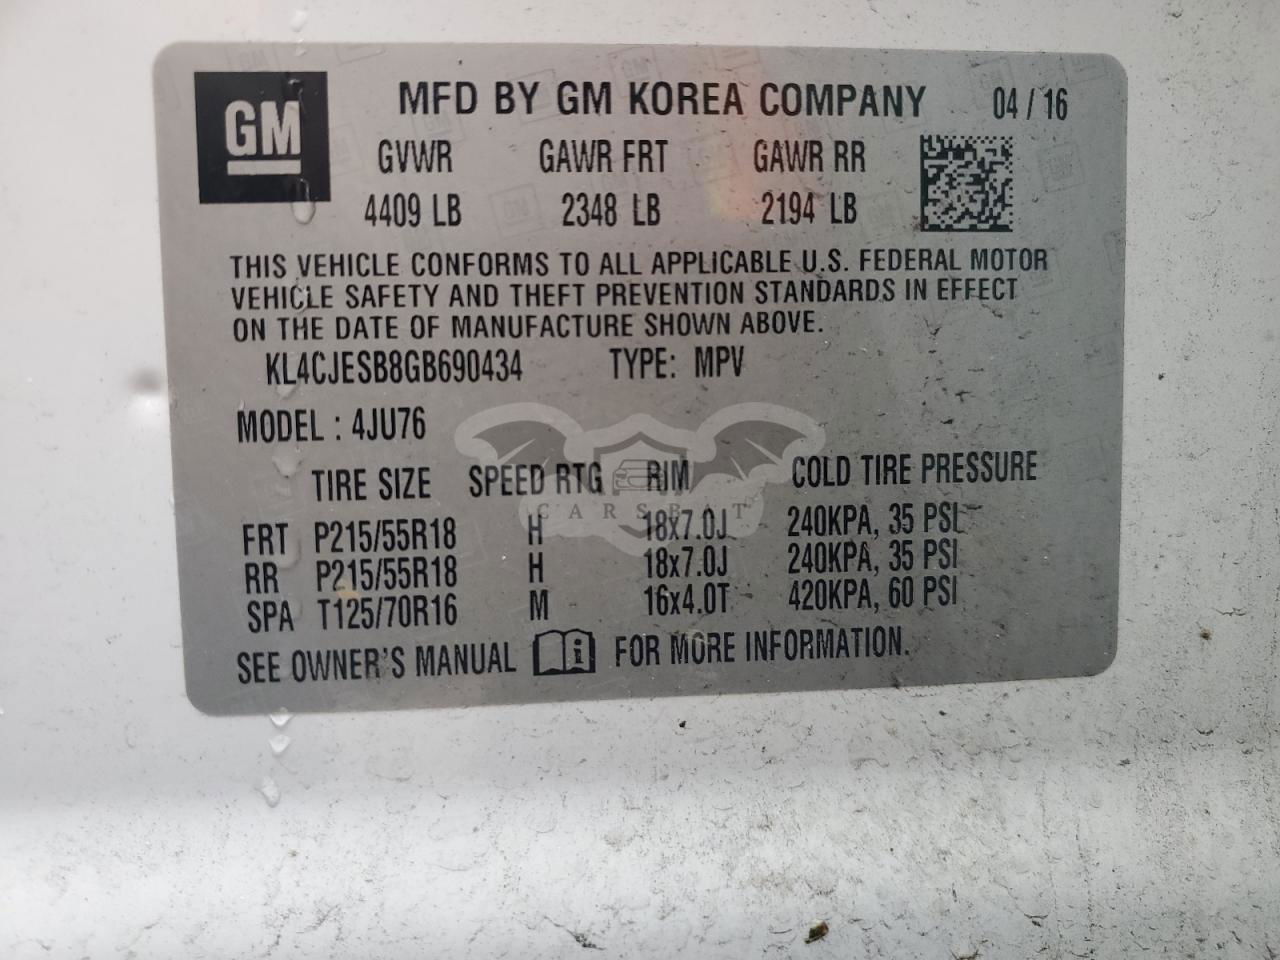 GM
MFD BY GM KOREA COMPANY 04 / 16
GVWR GAWR FRT GAWR RR
4409 LB 2348 LB 2194 LB
THIS VEHICLE CONFORMS TO ALL APPLICABLE U.S. FEDERAL MOTOR
VEHICLE SAFETY AND THEFT PREVENTION STANDARDS IN EFFECT
ON THE DATE OF MANUFACTURE SHOWN ABOVE.
KL4CJESB8GB690434 TYPE: MPV
MODEL : 4JU76
TIRE SIZE SPEED RTG RIM COLD TIRE PRESSURE
CARSBAT
FRT P215/55R18 H 18x7.0J 240KPA, 35 PSI
RR P215/55R18 H 18x7.0J 240KPA, 35 PSI
SPA T125/70R16 M 16x4.0T 420KPA, 60 PSI
SEE OWNER'S MANUAL i FOR MORE INFORMATION.